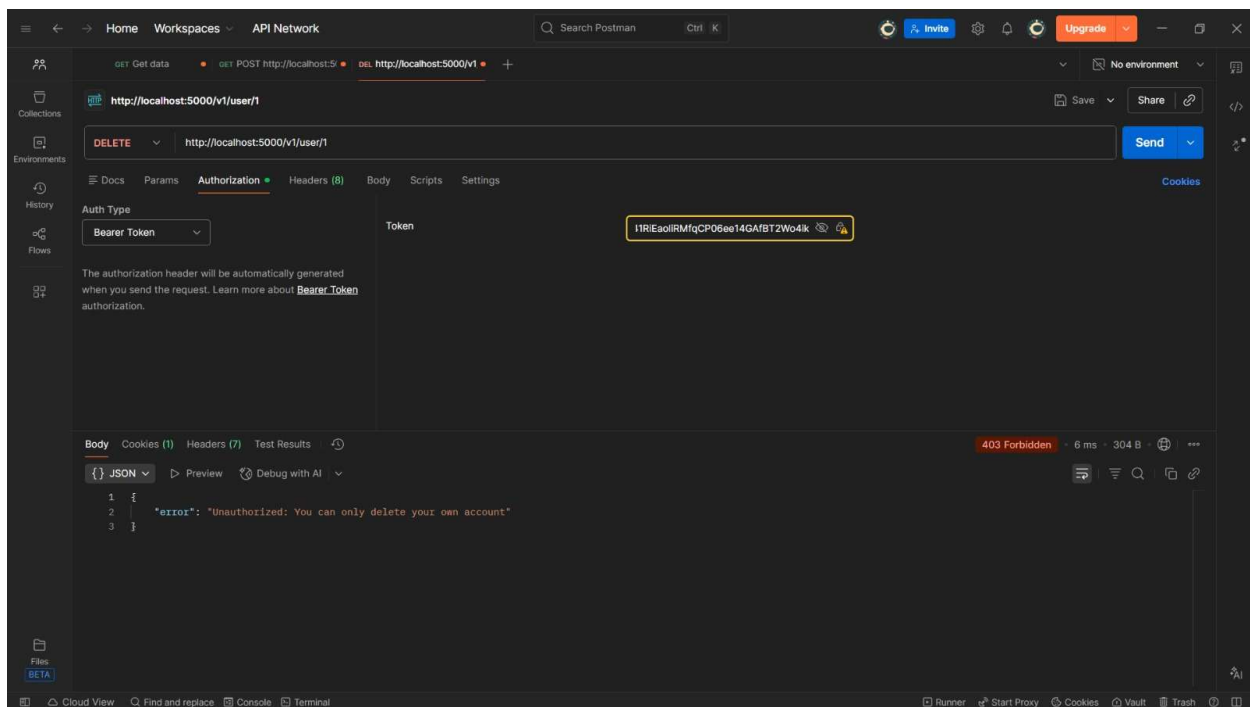 Home Workspaces API Network Search Postman Ctrl K Invite Upgrade
GET Get data GET POST http://localhost:5( DEL http://localhost:5000/v1 + No environment
HTTP http://localhost:5000/v1/user/1 Save Share
Collections
DELETE http://localhost:5000/v1/user/1 Send
Environments
Docs Params Authorization Headers (8) Body Scripts Settings Cookies
History
Auth Type
Bearer Token Token
Flows
The authorization header will be automatically generated
when you send the request. Learn more about Bearer Token
authorization.
Body Cookies (1) Headers (7) Test Results 403 Forbidden 6 ms 304 B
{} JSON Preview Debug with AI
1 {
2 "error": "Unauthorized: You can only delete your own account"
3 }
Files
BETA
AI
Cloud View Find and replace Console Terminal Runner Start Proxy Cookies Vault Trash